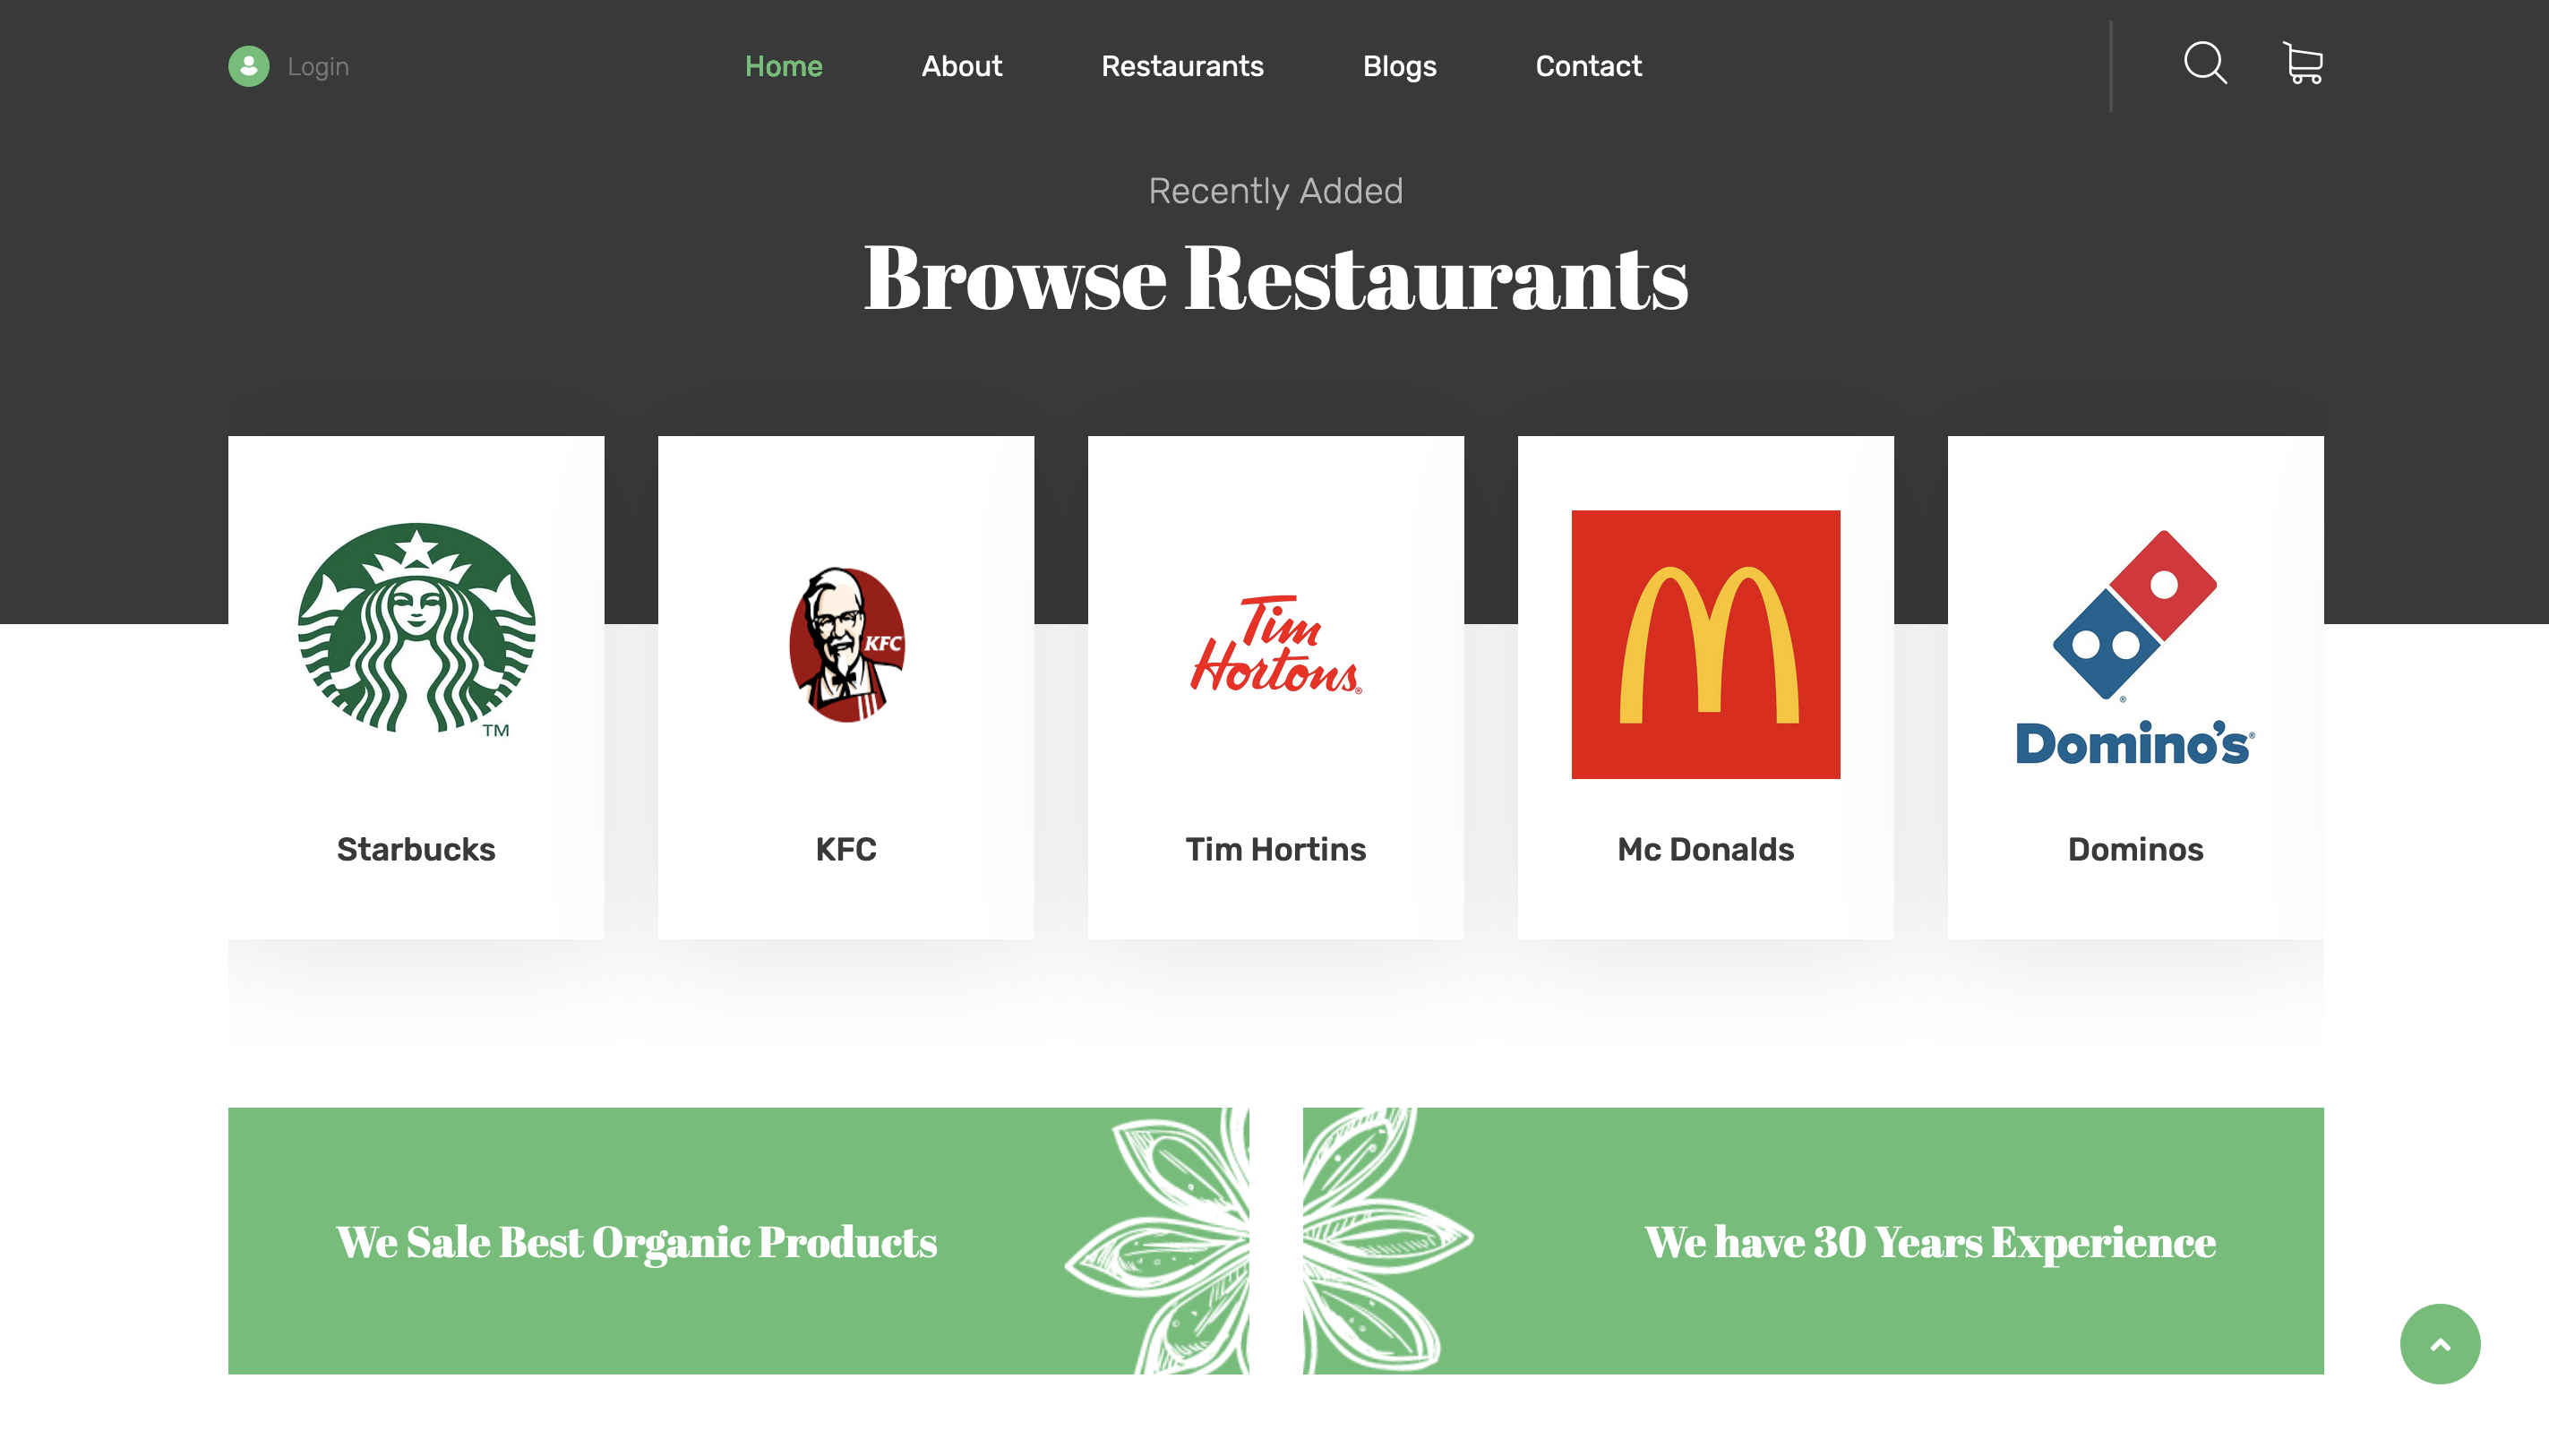 Login
Home
About
Restaurants
Blogs
Contact
Recently Added
Browse Restaurants
TM
KFC
Tim
Hortons®
®
Domino's®
Starbucks
KFC
Tim Hortins
Mc Donalds
Dominos
We Sale Best Organic Products
We have 30 Years Experience